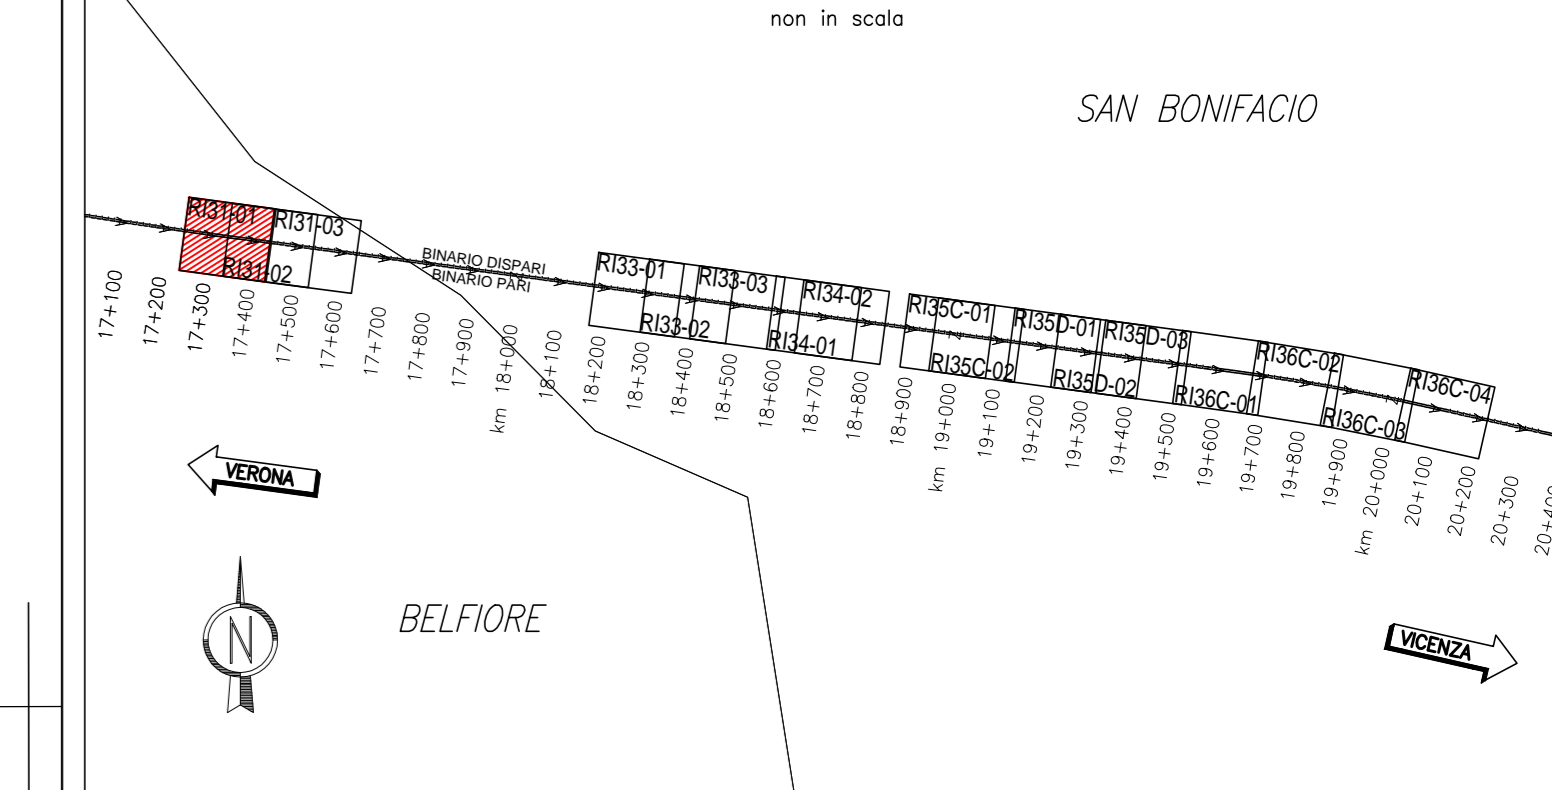 non in scala
SAN BONIFACIO
RI31-01
RI31-03
RI31-02
BINARIO DISPARI
BINARIO PARI
RI33-01
RI33-03
RI34-02
RI33-02
RI34-01
RI35C-01
RI35D-01
RI35D-03
RI35C-02
RI35D-02
RI36C-02
RI36C-04
RI36C-01
RI36C-03
17+100
17+200
17+300
17+400
17+500
17+600
17+700
17+800
17+900
km 18+000
18+100
18+200
18+300
18+400
18+500
18+600
18+700
18+800
18+900
km 19+000
19+100
19+200
19+300
19+400
19+500
19+600
19+700
19+800
19+900
km 20+000
20+100
20+200
20+300
20+400
VERONA
N
BELFIORE
VICENZA